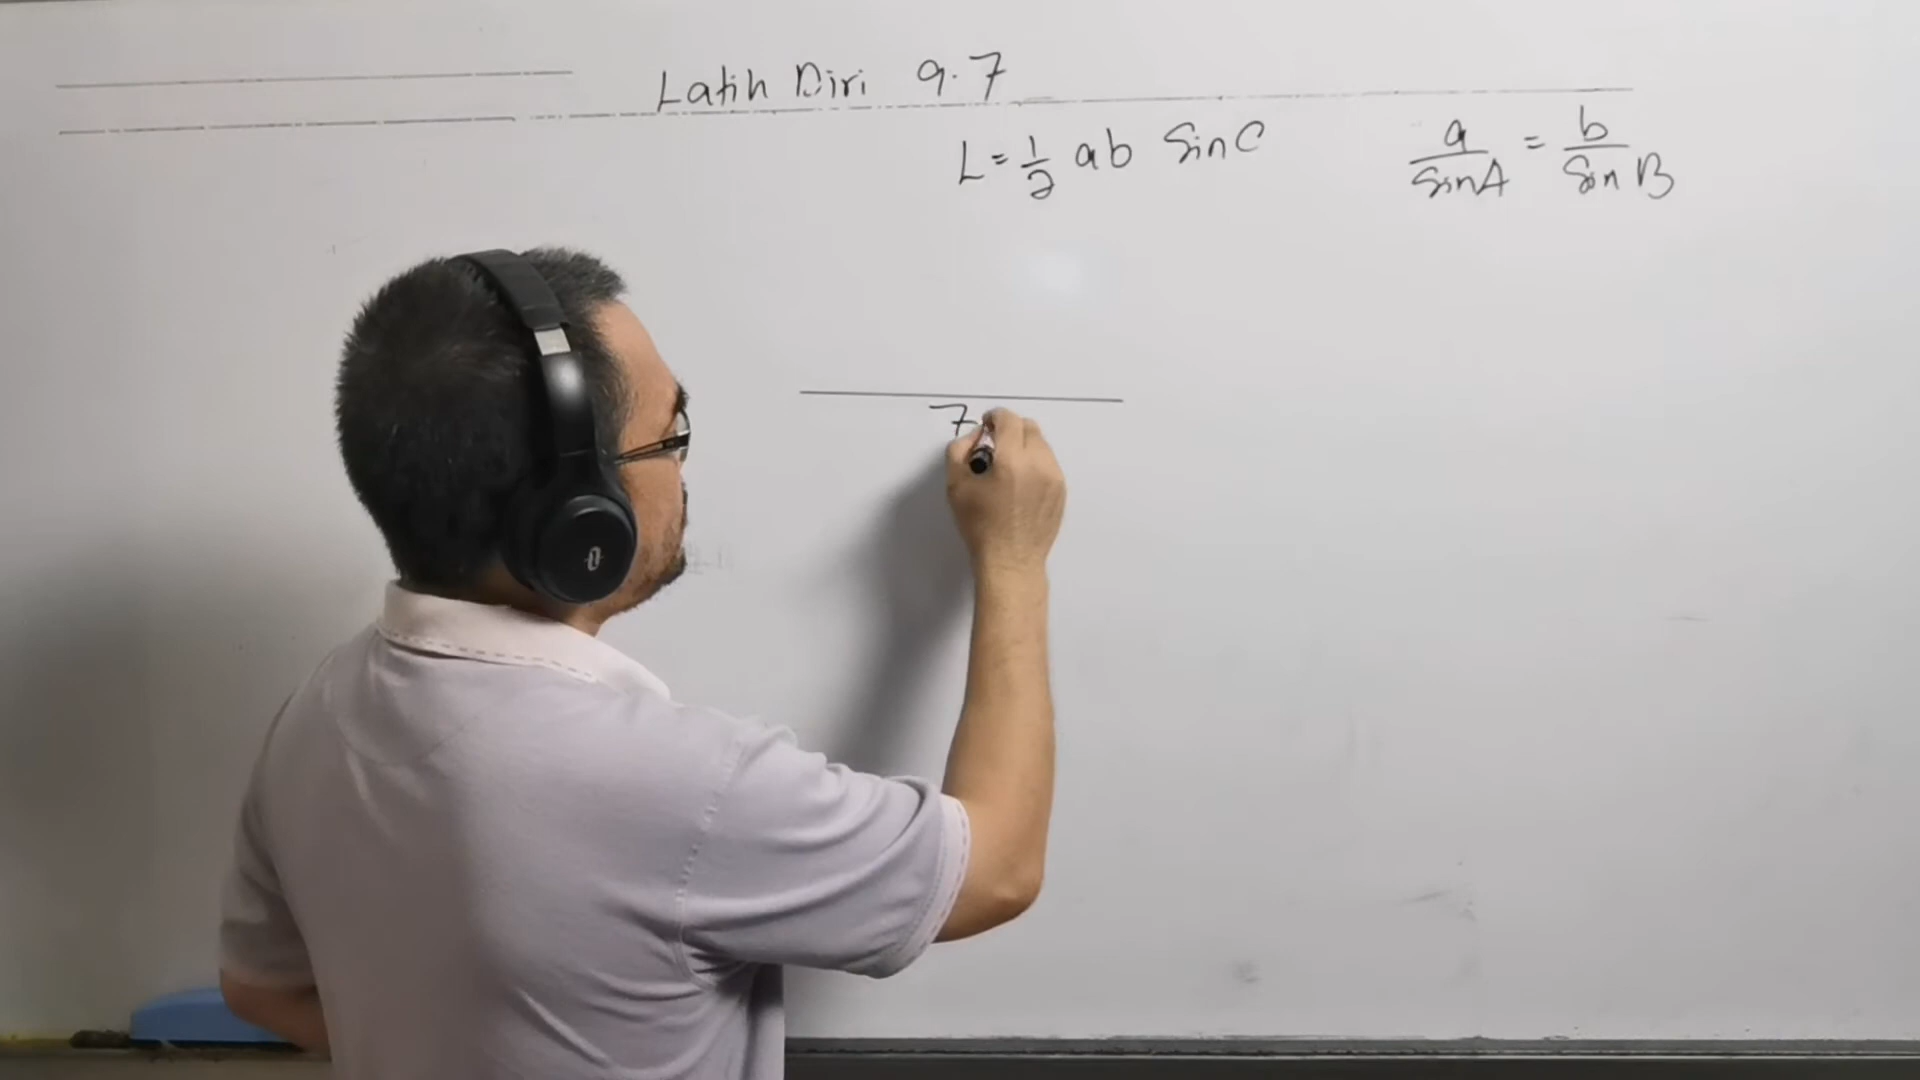 Latih Diri 9.7
L = 1/2 ab Sin C
a/Sin A = b/Sin B
7